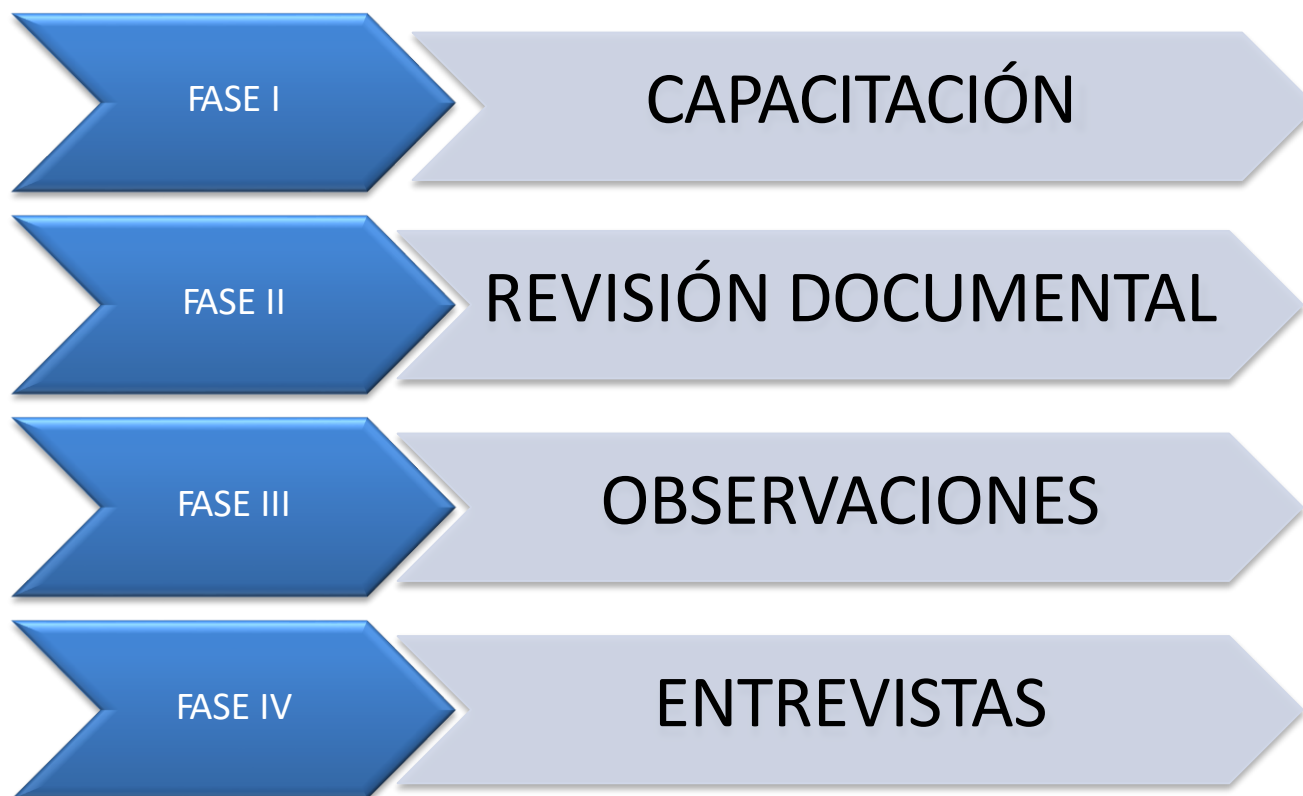 FASE I
CAPACITACIÓN
FASE II
REVISIÓN DOCUMENTAL
FASE III
OBSERVACIONES
FASE IV
ENTREVISTAS